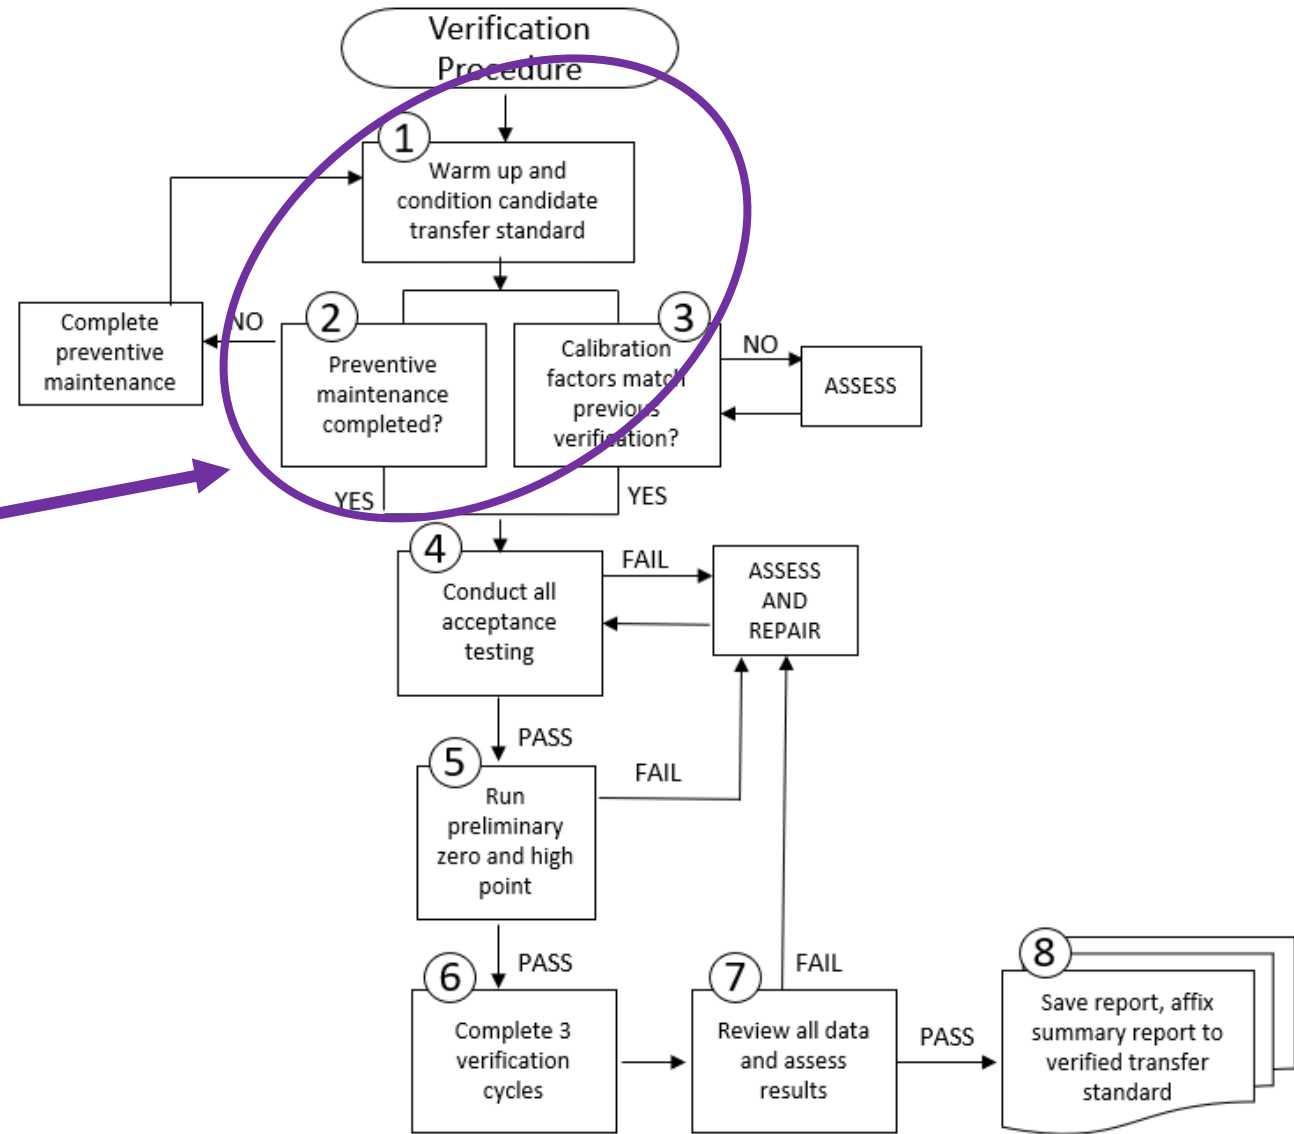 Verification
Procedure
1
Warm up and
condition candidate
transfer standard
Complete
preventive
maintenance
NO
2
Preventive
maintenance
completed?
3
Calibration
factors match
previous
verification?
NO
ASSESS
YES
YES
4
Conduct all
acceptance
testing
FAIL
ASSESS
AND
REPAIR
PASS
5
Run
preliminary
zero and high
point
FAIL
PASS
6
Complete 3
verification
cycles
7
Review all data
and assess
results
FAIL
PASS
8
Save report, affix
summary report to
verified transfer
standard